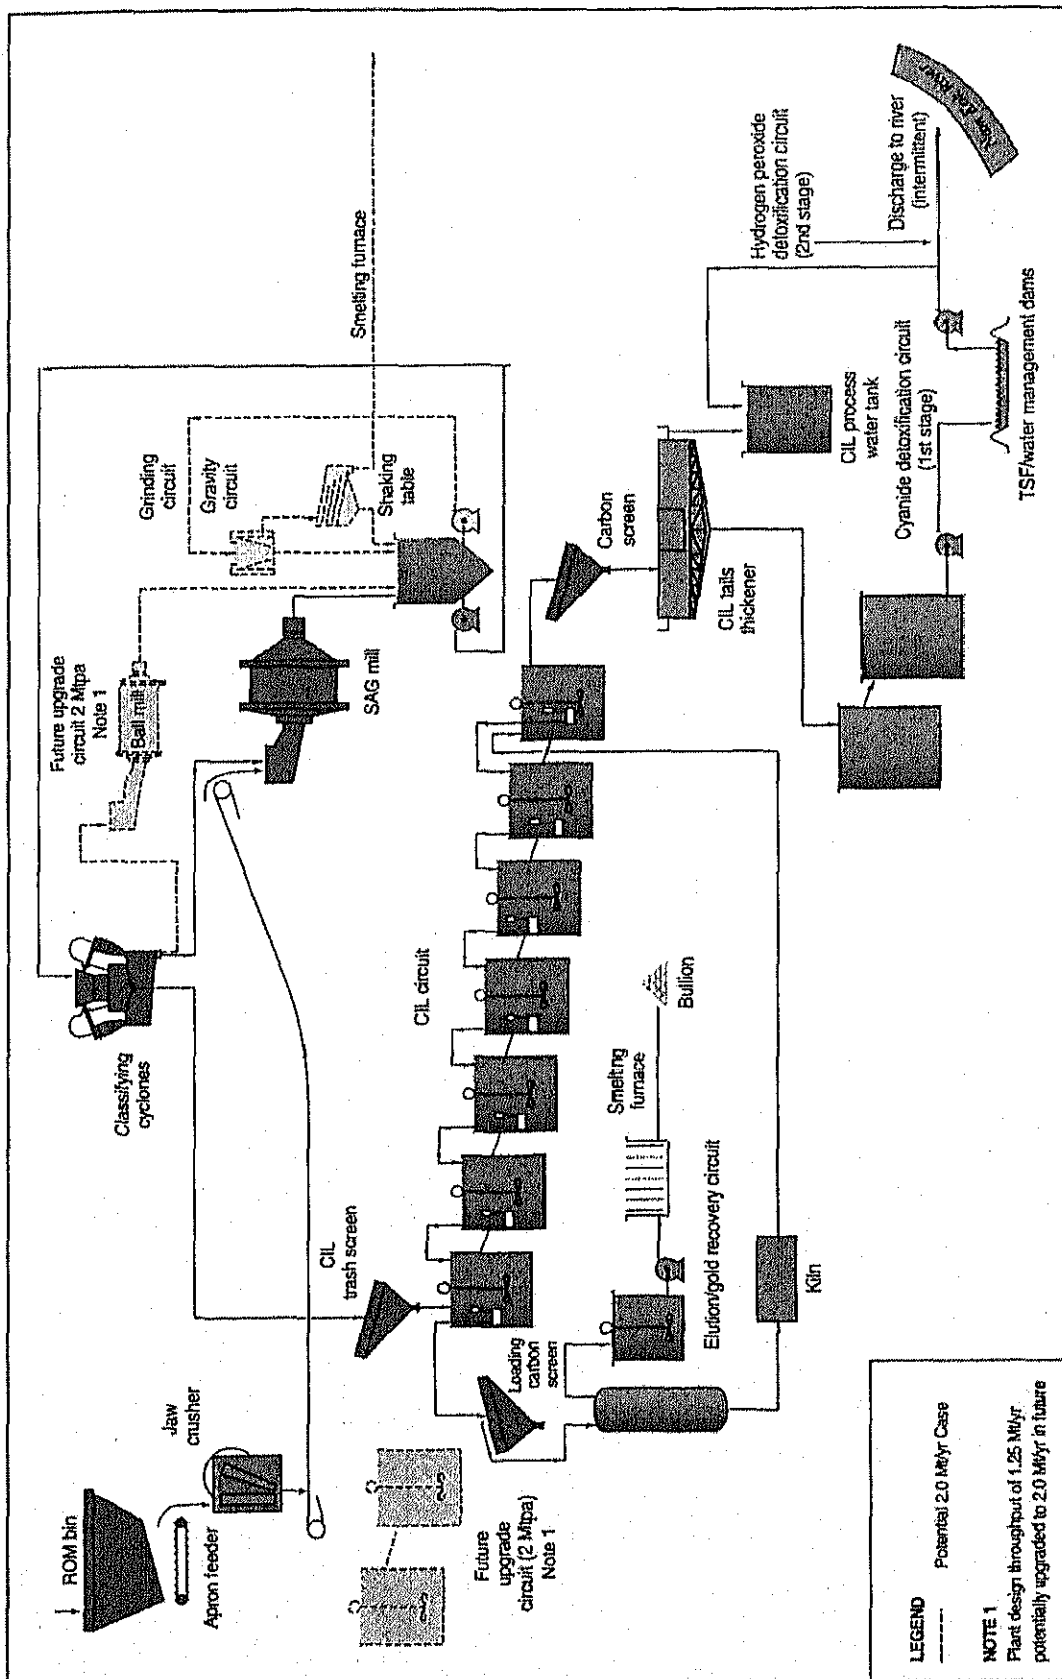 ROM bin
Apron feeder
Jaw
crusher
Classifying
cyclones
Future upgrade
circuit 2 Mtpa
Note 1
Ball mill
Grinding
circuit
Gravity
circuit
Shaking
table
SAG mill
Smelting furnace
CIL
trash screen
CIL circuit
Future
upgrade
circuit (2 Mtpa)
Note 1
Loading
carbon
screen
Smelting
furnace
Bullion
Elution/gold recovery circuit
Kiln
Carbon
screen
CIL tails
thickener
CIL process
water tank
Hydrogen peroxide
detoxification circuit
(2nd stage)
Discharge to river
(intermittent)
River
Cyanide detoxification circuit
(1st stage)
TSF/water management dams
LEGEND
Potential 2.0 Mt/yr Case
NOTE 1
Plant design throughput of 1.25 Mt/yr
potentially upgraded to 2.0 Mt/yr in future